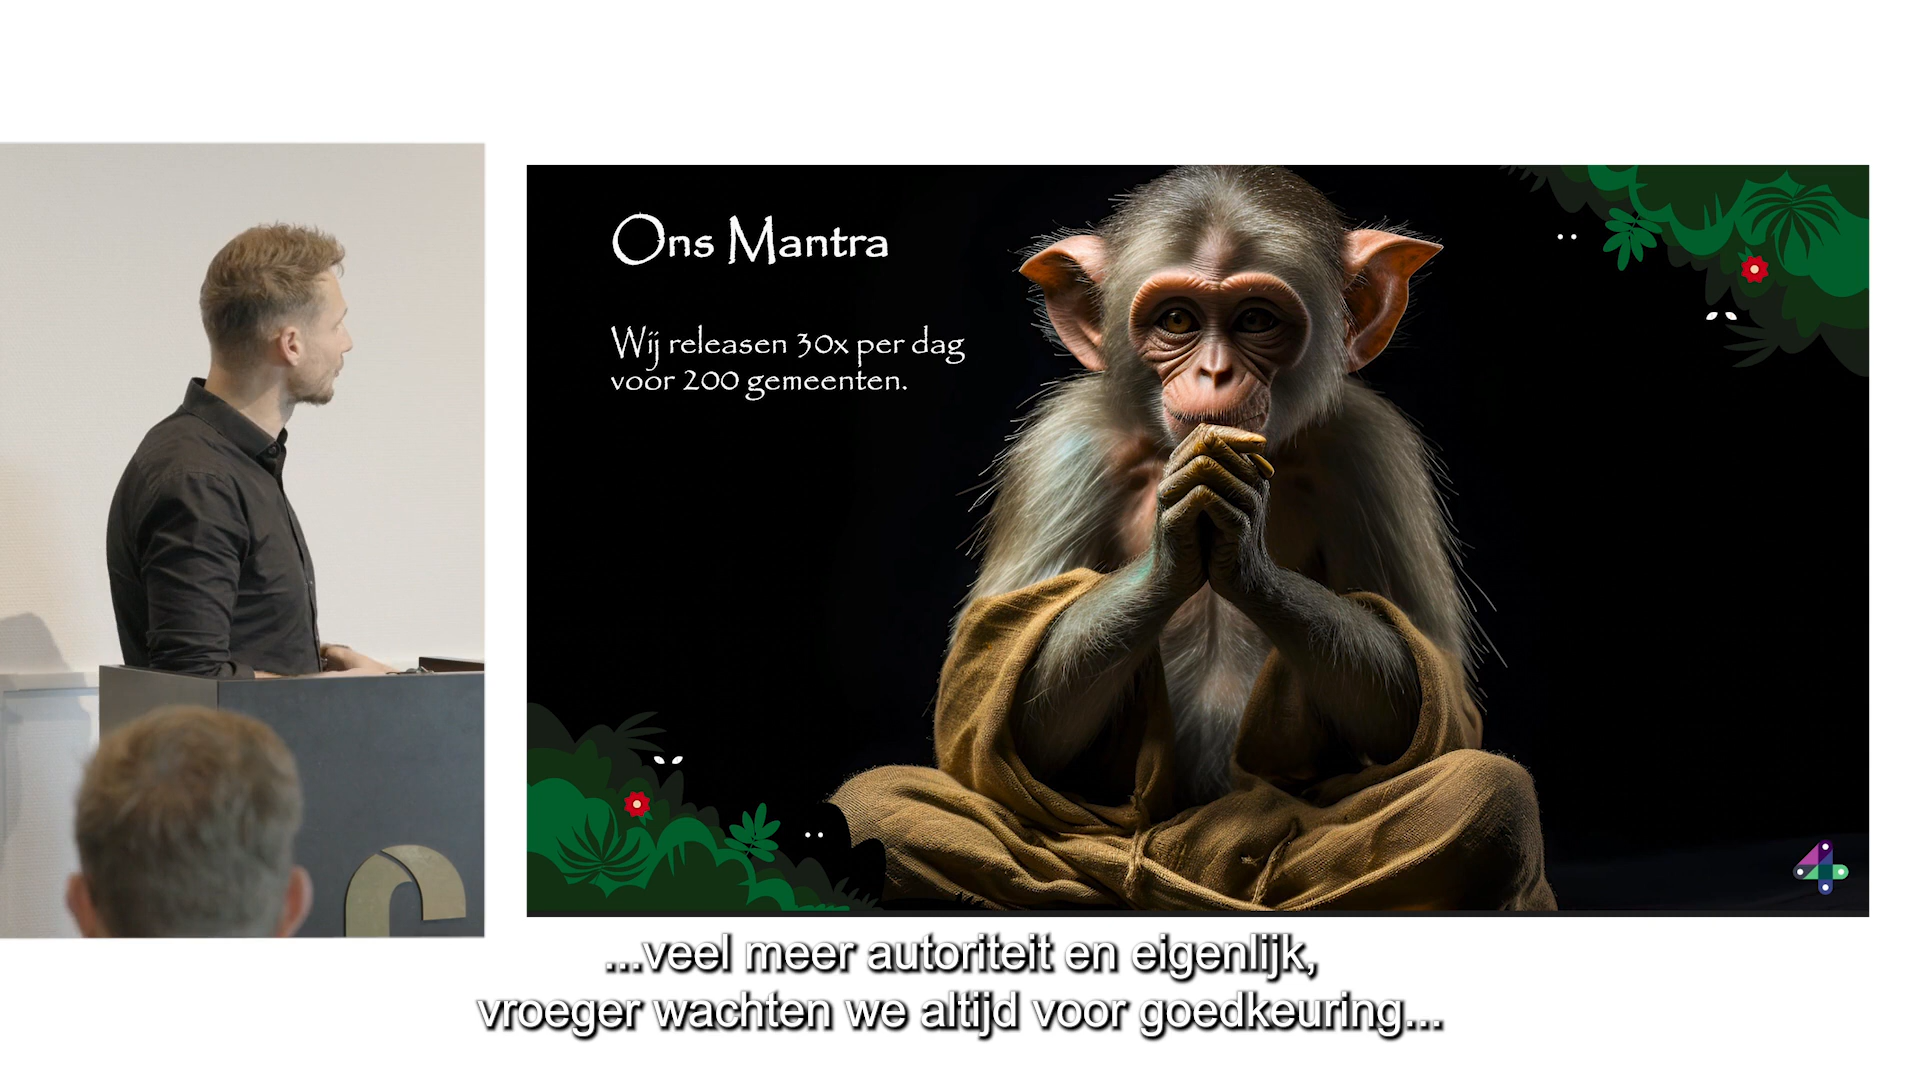 Ons Mantra
Wij releasen 30x per dag
voor 200 gemeenten.
...veel meer autoriteit en eigenlijk,
vroeger wachten we altijd voor goedkeuring...